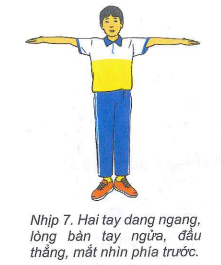 Nhịp 7. Hai tay dang ngang,
lòng bàn tay ngửa, đầu
thẳng, mắt nhìn phía trước.